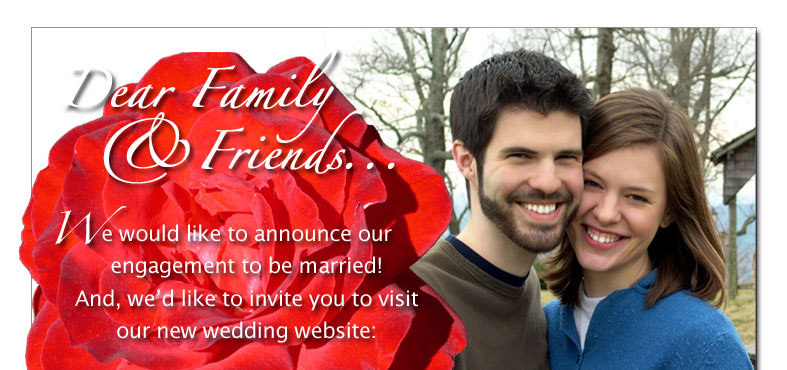 Dear Family
& Friends...
We would like to announce our
engagement to be married!
And, we'd like to invite you to visit
our new wedding website: